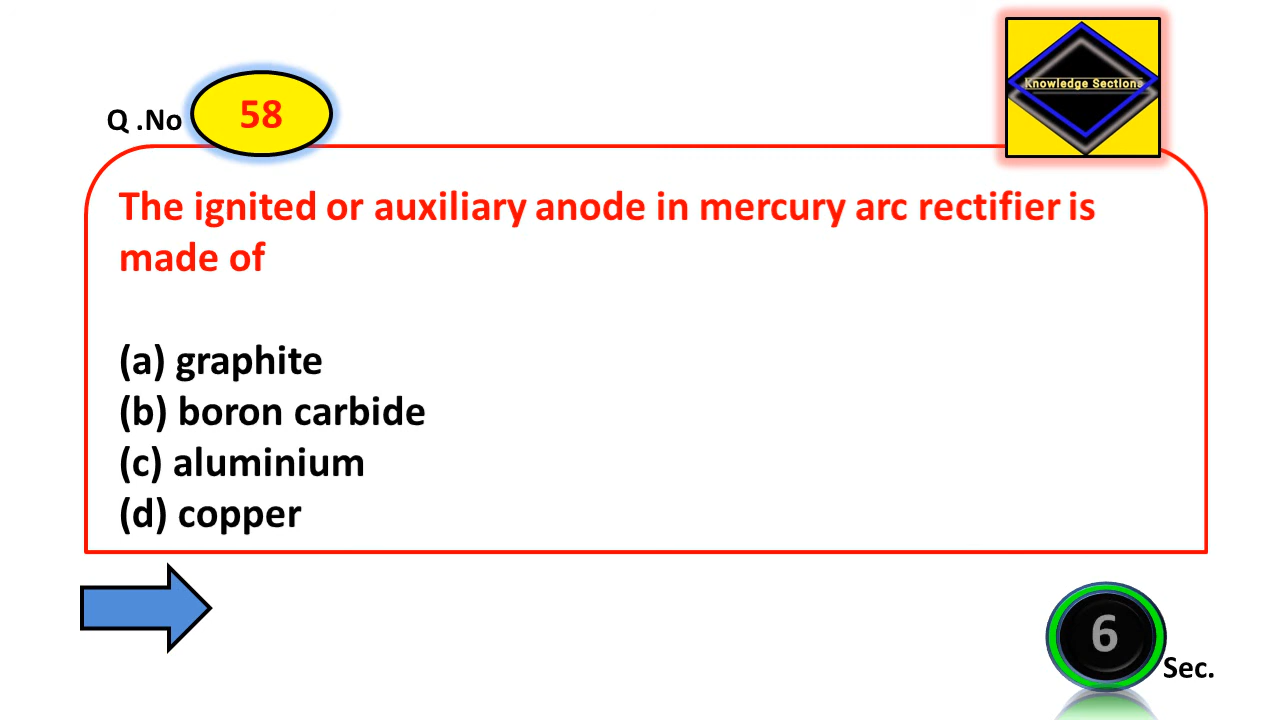 Knowledge Sections
Q .No 58
The ignited or auxiliary anode in mercury arc rectifier is
made of
(a) graphite
(b) boron carbide
(c) aluminium
(d) copper
6
Sec.